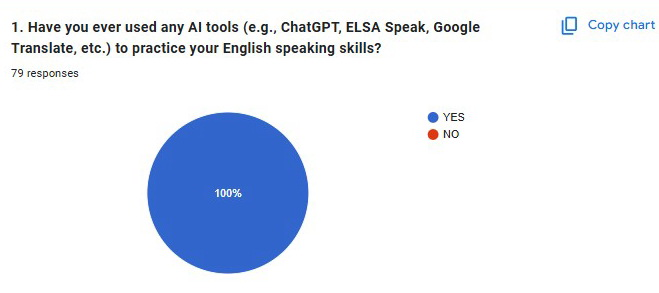 1. Have you ever used any AI tools (e.g., ChatGPT, ELSA Speak, Google
Translate, etc.) to practice your English speaking skills?
Copy chart
79 responses
YES
NO
100%